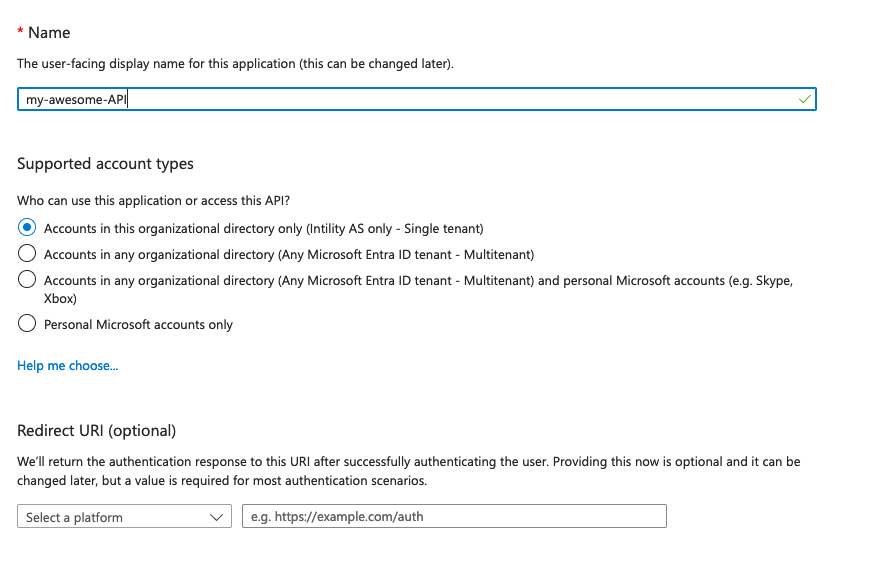 * Name
The user-facing display name for this application (this can be changed later).
my-awesome-API
Supported account types
Who can use this application or access this API?
Accounts in this organizational directory only (Intility AS only - Single tenant)
Accounts in any organizational directory (Any Microsoft Entra ID tenant - Multitenant)
Accounts in any organizational directory (Any Microsoft Entra ID tenant - Multitenant) and personal Microsoft accounts (e.g. Skype,
Xbox)
Personal Microsoft accounts only
Help me choose...
Redirect URI (optional)
We'll return the authentication response to this URI after successfully authenticating the user. Providing this now is optional and it can be
changed later, but a value is required for most authentication scenarios.
Select a platform e.g. https://example.com/auth